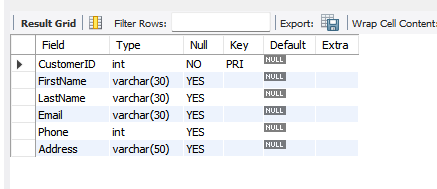 Result Grid Filter Rows: Export: Wrap Cell Content:
Field Type Null Key Default Extra
CustomerID int NO PRI NULL
FirstName varchar(30) YES NULL
LastName varchar(30) YES NULL
Email varchar(30) YES NULL
Phone int YES NULL
Address varchar(50) YES NULL